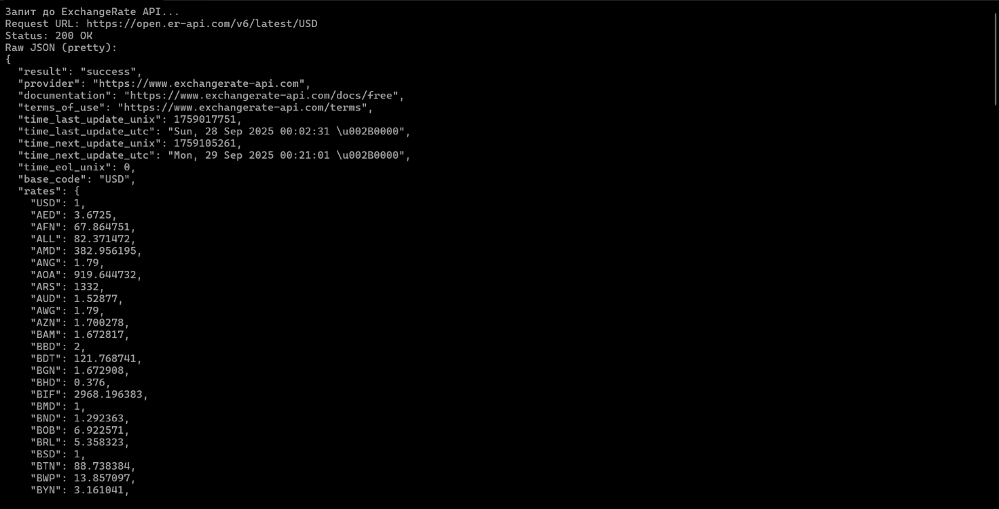 Запит до ExchangeRate API...
Request URL: https://open.er-api.com/v6/latest/USD
Status: 200 OK
Raw JSON (pretty):
{
  "result": "success",
  "provider": "https://www.exchangerate-api.com",
  "documentation": "https://www.exchangerate-api.com/docs/free",
  "terms_of_use": "https://www.exchangerate-api.com/terms",
  "time_last_update_unix": 1759017751,
  "time_last_update_utc": "Sun, 28 Sep 2025 00:02:31 \u002B0000",
  "time_next_update_unix": 1759105261,
  "time_next_update_utc": "Mon, 29 Sep 2025 00:21:01 \u002B0000",
  "time_eol_unix": 0,
  "base_code": "USD",
  "rates": {
    "USD": 1,
    "AED": 3.6725,
    "AFN": 67.864751,
    "ALL": 82.371472,
    "AMD": 382.956195,
    "ANG": 1.79,
    "AOA": 919.644732,
    "ARS": 1332,
    "AUD": 1.52877,
    "AWG": 1.79,
    "AZN": 1.700278,
    "BAM": 1.672817,
    "BBD": 2,
    "BDT": 121.768741,
    "BGN": 1.672908,
    "BHD": 0.376,
    "BIF": 2968.196383,
    "BMD": 1,
    "BND": 1.292363,
    "BOB": 6.922571,
    "BRL": 5.358323,
    "BSD": 1,
    "BTN": 88.738384,
    "BWP": 13.857097,
    "BYN": 3.161041,